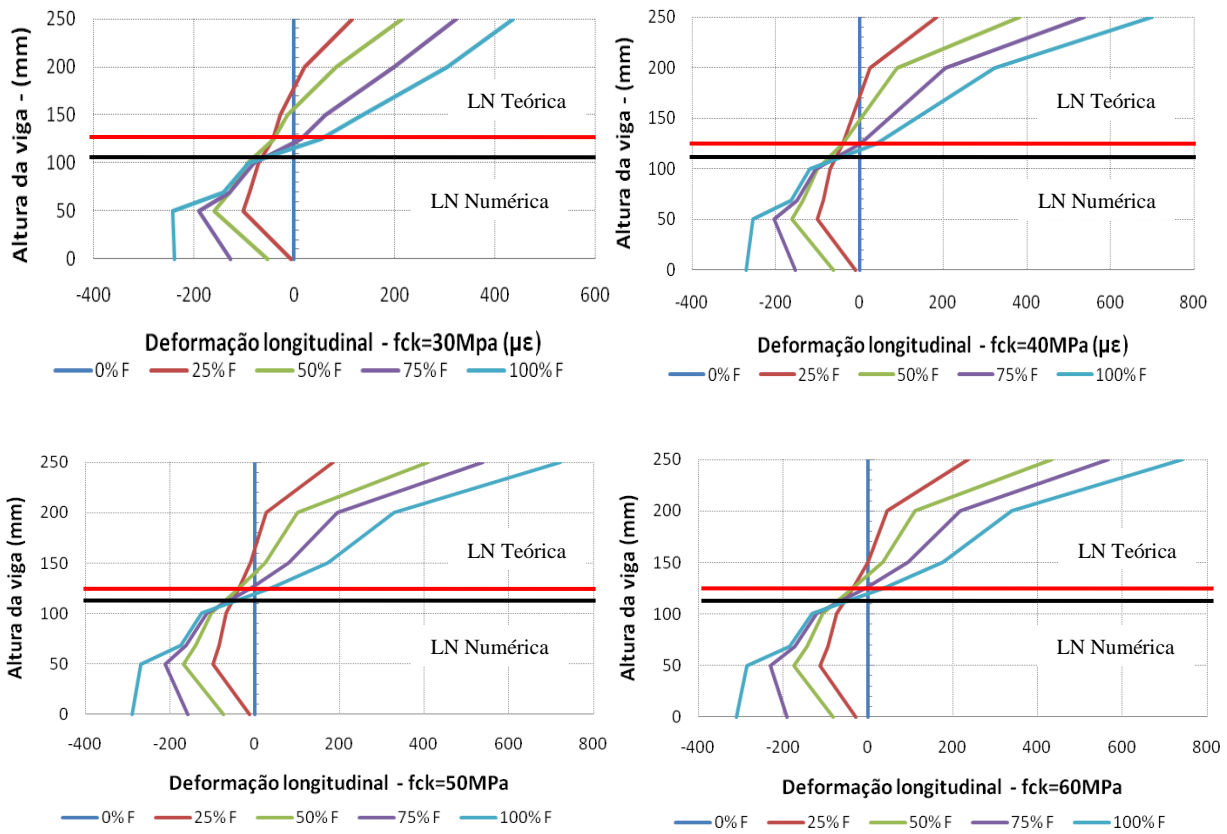 Altura da viga - (mm)
250
200
150
100
50
0
LN Teórica
LN Numérica
-400 -200 0 200 400 600
Deformação longitudinal - fck=30Mpa (µε)
0%F 25%F 50%F 75%F 100%F
Altura da viga - (mm)
250
200
150
100
50
0
LN Teórica
LN Numérica
-400 -200 0 200 400 600 800
Deformação longitudinal - fck=40MPa (µε)
0%F 25%F 50%F 75%F 100%F
Altura da viga (mm)
250
200
150
100
50
0
LN Teórica
LN Numérica
-400 -200 0 200 400 600 800
Deformação longitudinal - fck=50MPa
0%F 25%F 50%F 75%F 100%F
Altura da viga (mm)
250
200
150
100
50
0
LN Teórica
LN Numérica
-400 -200 0 200 400 600 800
Deformação longitudinal - fck=60MPa
0%F 25%F 50%F 75%F 100%F